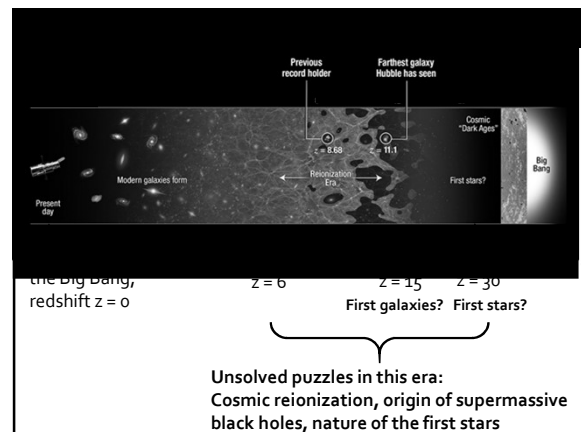 Previous
record holder
Farthest galaxy
Hubble has seen
z = 8.68
z = 11.1
Cosmic
"Dark Ages"
Big
Bang
Modern galaxies form
Reionization
Era
First stars?
Present
day
the Big Bang,
redshift z = 0
z = 6
z = 15
z = 30
First galaxies? First stars?
Unsolved puzzles in this era:
Cosmic reionization, origin of supermassive
black holes, nature of the first stars